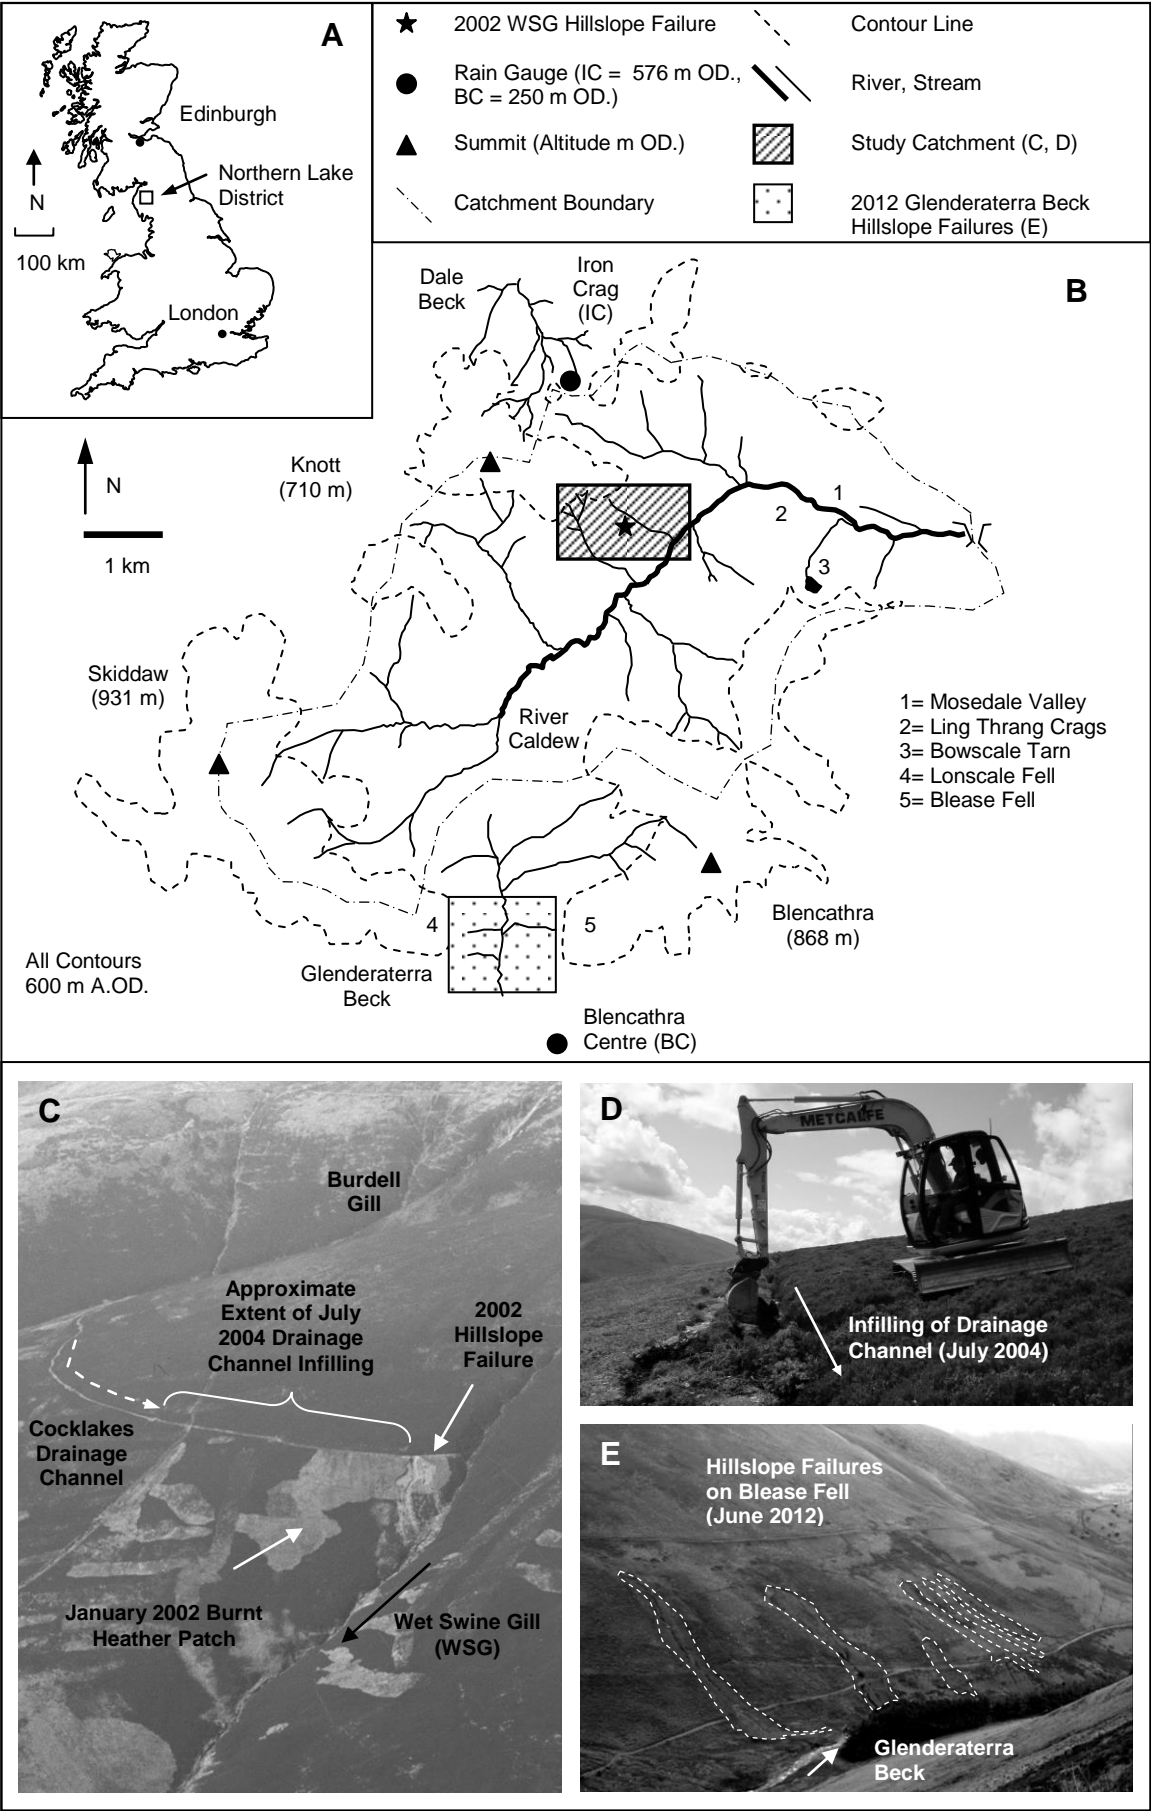 A
Edinburgh
Northern Lake
District
N
100 km
London
2002 WSG Hillslope Failure
Rain Gauge (IC = 576 m OD.,
BC = 250 m OD.)
Summit (Altitude m OD.)
Catchment Boundary
Contour Line
River, Stream
Study Catchment (C, D)
2012 Glenderaterra Beck
Hillslope Failures (E)
B
Dale
Beck
Iron
Crag
(IC)
N
1 km
Knott
(710 m)
1
2
3
Skiddaw
(931 m)
River
Caldew
1= Mosedale Valley
2= Ling Thrang Crags
3= Bowscale Tarn
4= Lonscale Fell
5= Blease Fell
4
5
Blencathra
(868 m)
All Contours
600 m A.OD.
Glenderaterra
Beck
Blencathra
Centre (BC)
C
Burdell
Gill
Approximate
Extent of July
2004 Drainage
Channel Infilling
2002
Hillslope
Failure
Cocklakes
Drainage
Channel
January 2002 Burnt
Heather Patch
Wet Swine Gill
(WSG)
D
METCALFE
Infilling of Drainage
Channel (July 2004)
E
Hillslope Failures
on Blease Fell
(June 2012)
Glenderaterra
Beck